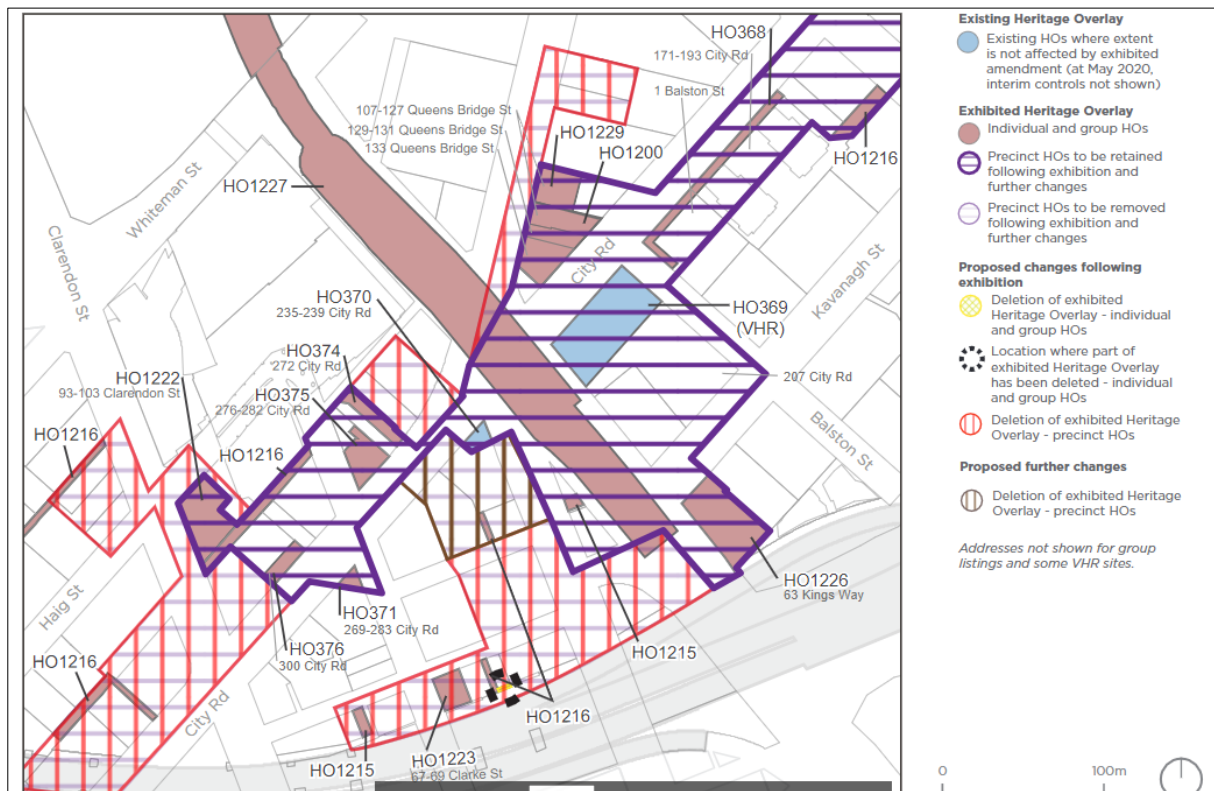 HO368
171-193 City Rd
1 Balston St
107-127 Queens Bridge St
129-131 Queens Bridge St
133 Queens Bridge St
HO1229
HO1200
HO1216
HO1227
Whiteman St
Clarendon St
City Rd
Kavanagh St
HO369
(VHR)
HO370
235-239 City Rd
HO374
272 City Rd
HO375
276-282 City Rd
HO1222
93-103 Clarendon St
207 City Rd
Balston St
HO1216
HO1216
HO1226
63 Kings Way
Haig St
HO371
269-283 City Rd
HO376
300 City Rd
HO1215
HO1216
City Rd
HO1216
HO1215
HO1223
67-69 Clarke St
Existing Heritage Overlay
Existing HOs where extent
is not affected by exhibited
amendment (at May 2020,
interim controls not shown)
Exhibited Heritage Overlay
Individual and group HOs
Precinct HOs to be retained
following exhibition and
further changes
Precinct HOs to be removed
following exhibition and
further changes
Proposed changes following
exhibition
Deletion of exhibited
Heritage Overlay - individual
and group HOs
Location where part of
exhibited Heritage Overlay
has been deleted - individual
and group HOs
Deletion of exhibited Heritage
Overlay - precinct HOs
Proposed further changes
Deletion of exhibited Heritage
Overlay - precinct HOs
Addresses not shown for group
listings and some VHR sites.
0
100m